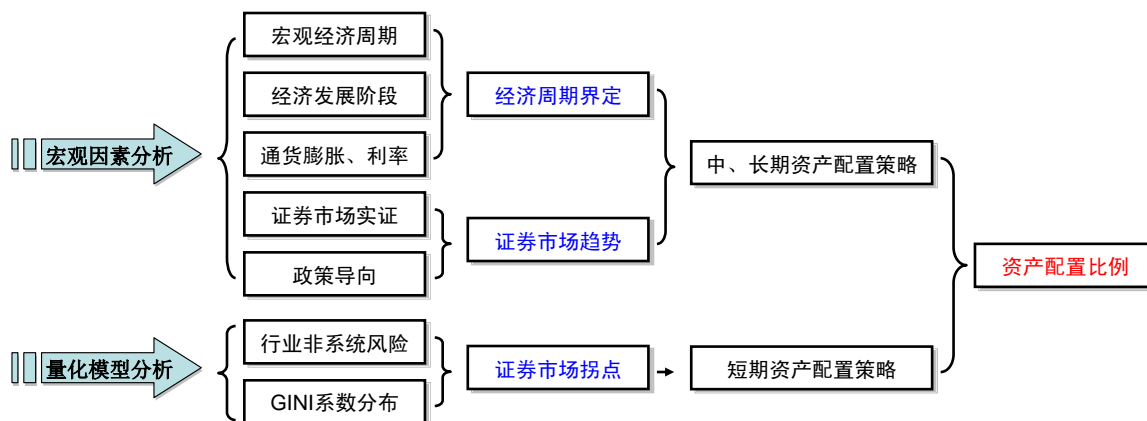 宏观因素分析
宏观经济周期
经济发展阶段
通货膨胀、利率
证券市场实证
政策导向
经济周期界定
证券市场趋势
中、长期资产配置策略
量化模型分析
行业非系统风险
GINI系数分布
证券市场拐点
短期资产配置策略
资产配置比例